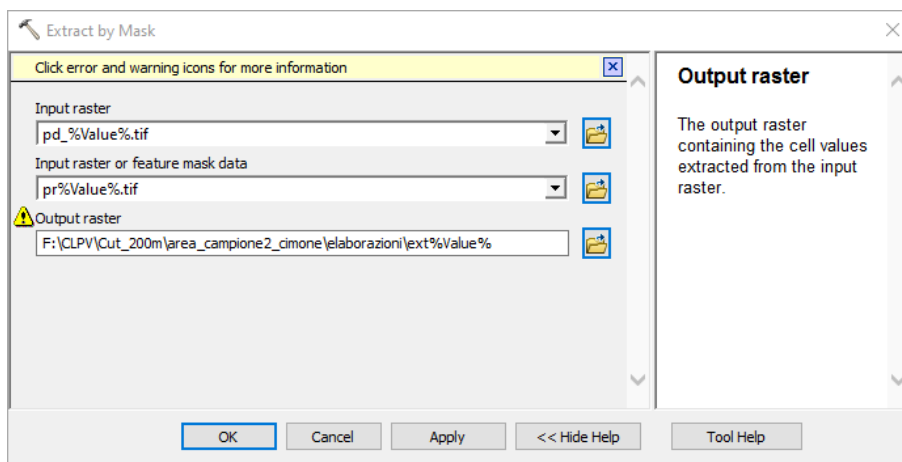 Extract by Mask
Click error and warning icons for more information
Input raster
pd_%Value%.tif
Input raster or feature mask data
pr%Value%.tif
Output raster
F:\CLPV\Cut_200m\area_campione2_cimone\elaborazioni\ext%Value%
Output raster
The output raster
containing the cell values
extracted from the input
raster.
OK
Cancel
Apply
<< Hide Help
Tool Help